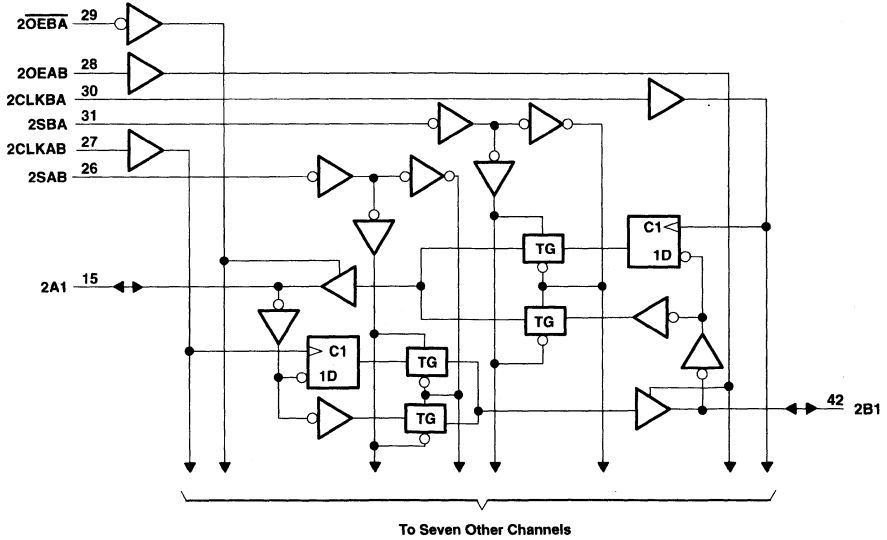 2O̅E̅B̅A̅ 29
2OEAB 28
2CLKBA 30
2SBA 31
2CLKAB 27
2SAB 26
TG
C1
1D
2A1 15
TG
C1
1D
TG
TG
42 2B1
To Seven Other Channels